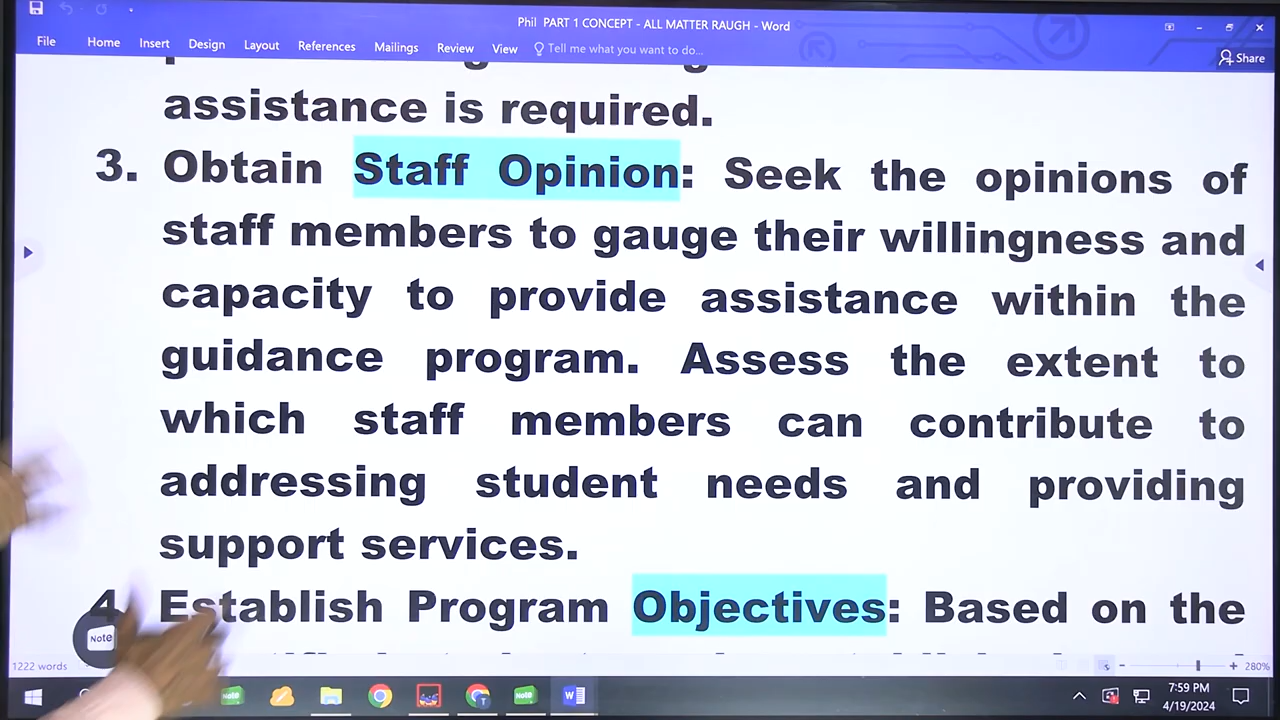 Phil PART 1 CONCEPT - ALL MATTER RAUGH - Word
File Home Insert Design Layout References Mailings Review View Tell me what you want to do...
Share
assistance is required.
3. Obtain Staff Opinion: Seek the opinions of
staff members to gauge their willingness and
capacity to provide assistance within the
guidance program. Assess the extent to
which staff members can contribute to
addressing student needs and providing
support services.
4. Establish Program Objectives: Based on the
Note
1222 words
280%
Note
Note
7:59 PM
4/19/2024